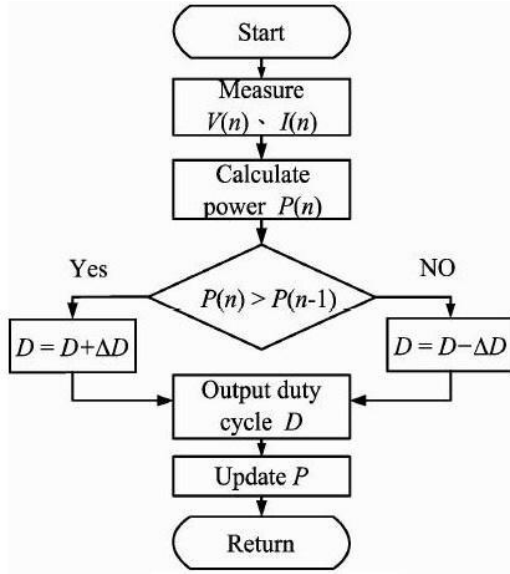 Start
Measure
V(n)、I(n)
Calculate
power P(n)
Yes
NO
P(n) > P(n-1)
D = D+ΔD
D = D−ΔD
Output duty
cycle D
Update P
Return